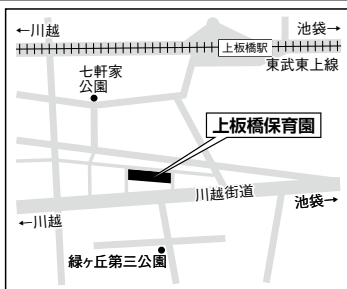 ←川越
池袋→
上板橋駅
東武東上線
七軒家
公園
上板橋保育園
川越街道
池袋→
←川越
緑ヶ丘第三公園